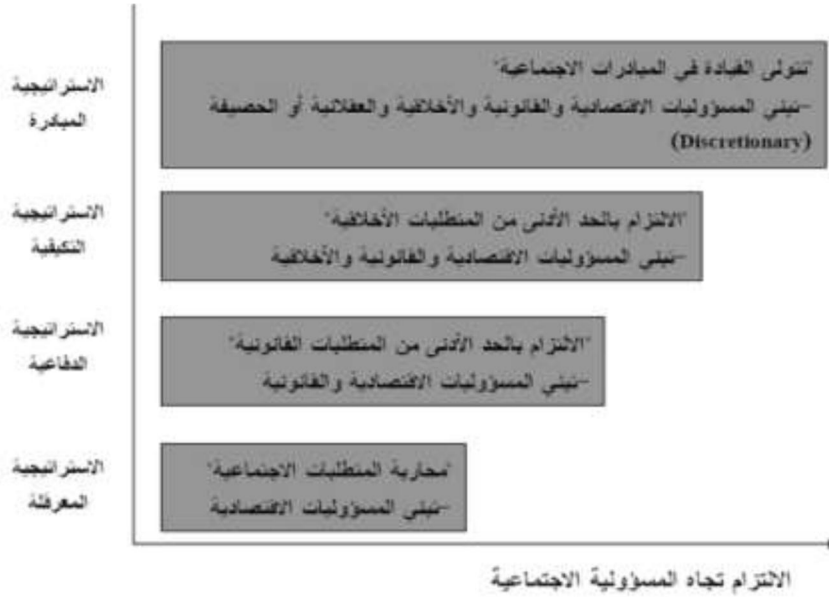 "تتولى القيادة في المبادرات الاجتماعية"
–تبني المسؤوليات الاقتصادية والقانونية والأخلاقية والعقلانية أو الحصيفة
(Discretionary)
الاستراتيجية
المبادرة
"الالتزام بالحد الأدنى من المتطلبات الأخلاقية"
–تبني المسؤوليات الاقتصادية والقانونية والأخلاقية
الاستراتيجية
التكيفية
"الالتزام بالحد الأدنى من المتطلبات القانونية"
–تبني المسؤوليات الاقتصادية والقانونية
الاستراتيجية
الدفاعية
"محاربة المتطلبات الاجتماعية"
–تبني المسؤوليات الاقتصادية
الاستراتيجية
المعرقلة
الالتزام تجاه المسؤولية الاجتماعية